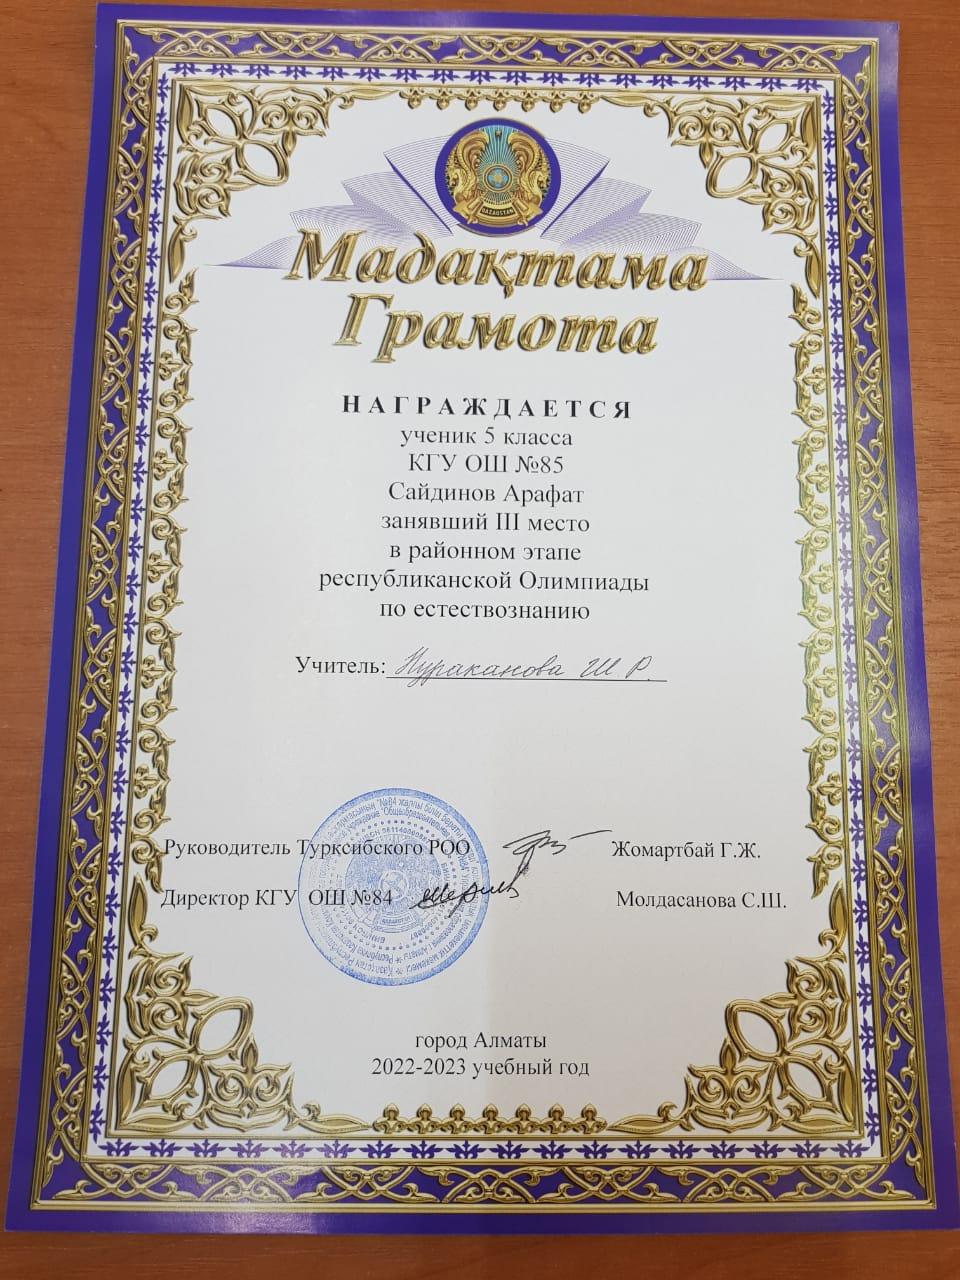 QAZAQSTAN
Мадақтама
Грамота
НАГРАЖДАЕТСЯ
ученик 5 класса
КГУ ОШ №85
Сайдинов Арафат
занявший III место
в районном этапе
республиканской Олимпиады
по естествознанию
Учитель: Нураканова Ш. Р.
Руководитель Турксибского РОО Жомартбай Г.Ж.
Директор КГУ ОШ №84 Молдасанова С.Ш.
город Алматы
2022-2023 учебный год